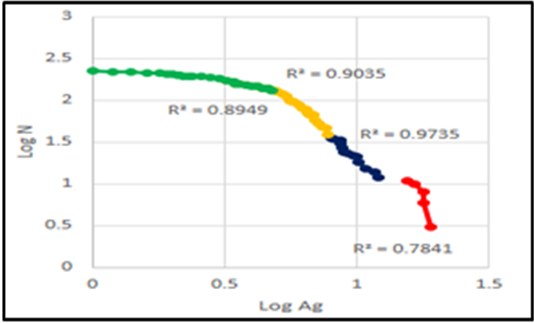 3
2.5
R² = 0.9035
2
R² = 0.8949
Log N
1.5
R² = 0.9735
1
0.5
R² = 0.7841
0
0
0.5
1
1.5
Log Ag